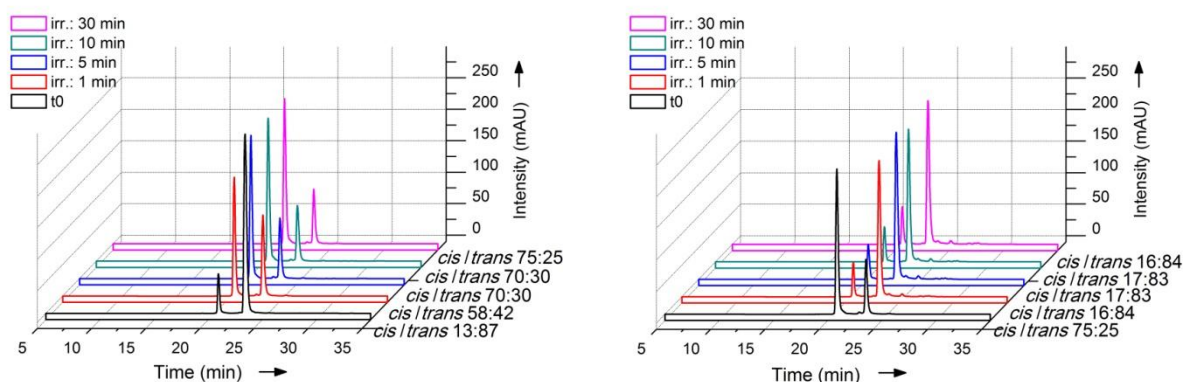 irr.: 30 min
irr.: 10 min
irr.: 5 min
irr.: 1 min
t0
250
200
150
100
50
0
Intensity (mAU)
cis / trans 75:25
cis / trans 70:30
cis / trans 70:30
cis / trans 58:42
cis / trans 13:87
5 10 15 20 25 30 35
Time (min)
irr.: 30 min
irr.: 10 min
irr.: 5 min
irr.: 1 min
t0
250
200
150
100
50
0
Intensity (mAU)
cis / trans 16:84
cis / trans 17:83
cis / trans 17:83
cis / trans 16:84
cis / trans 75:25
5 10 15 20 25 30 35
Time (min)